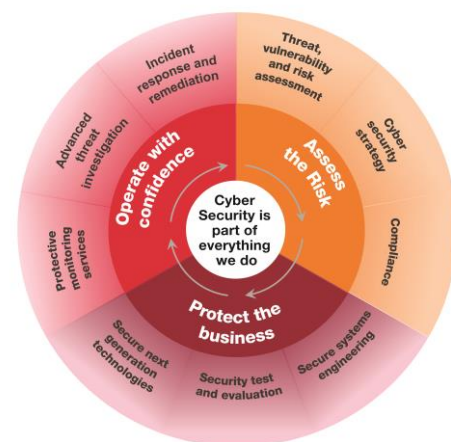 Cyber
Security is
part of
everything
we do
Assess
the Risk
Threat,
vulnerability
and risk
assessment
Cyber
security
strategy
Compliance
Protect the
business
Secure systems
engineering
Security test
and evaluation
Secure next
generation
technologies
Operate with
confidence
Protective
monitoring
services
Advanced
threat
investigation
Incident
response and
remediation